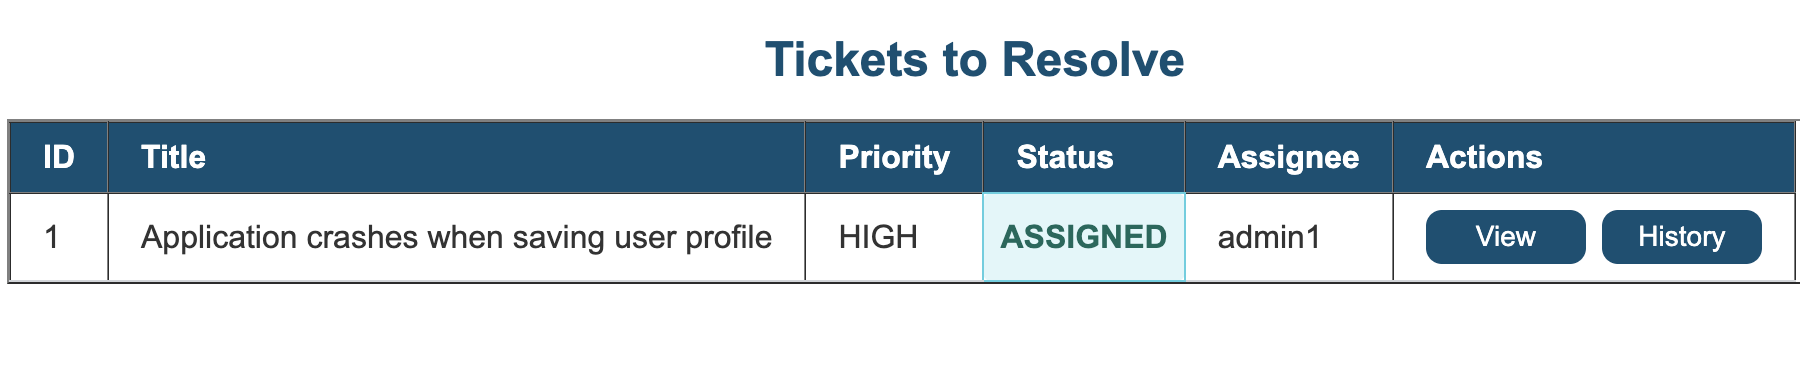 Tickets to Resolve
ID Title Priority Status Assignee Actions
1 Application crashes when saving user profile HIGH ASSIGNED admin1 View History